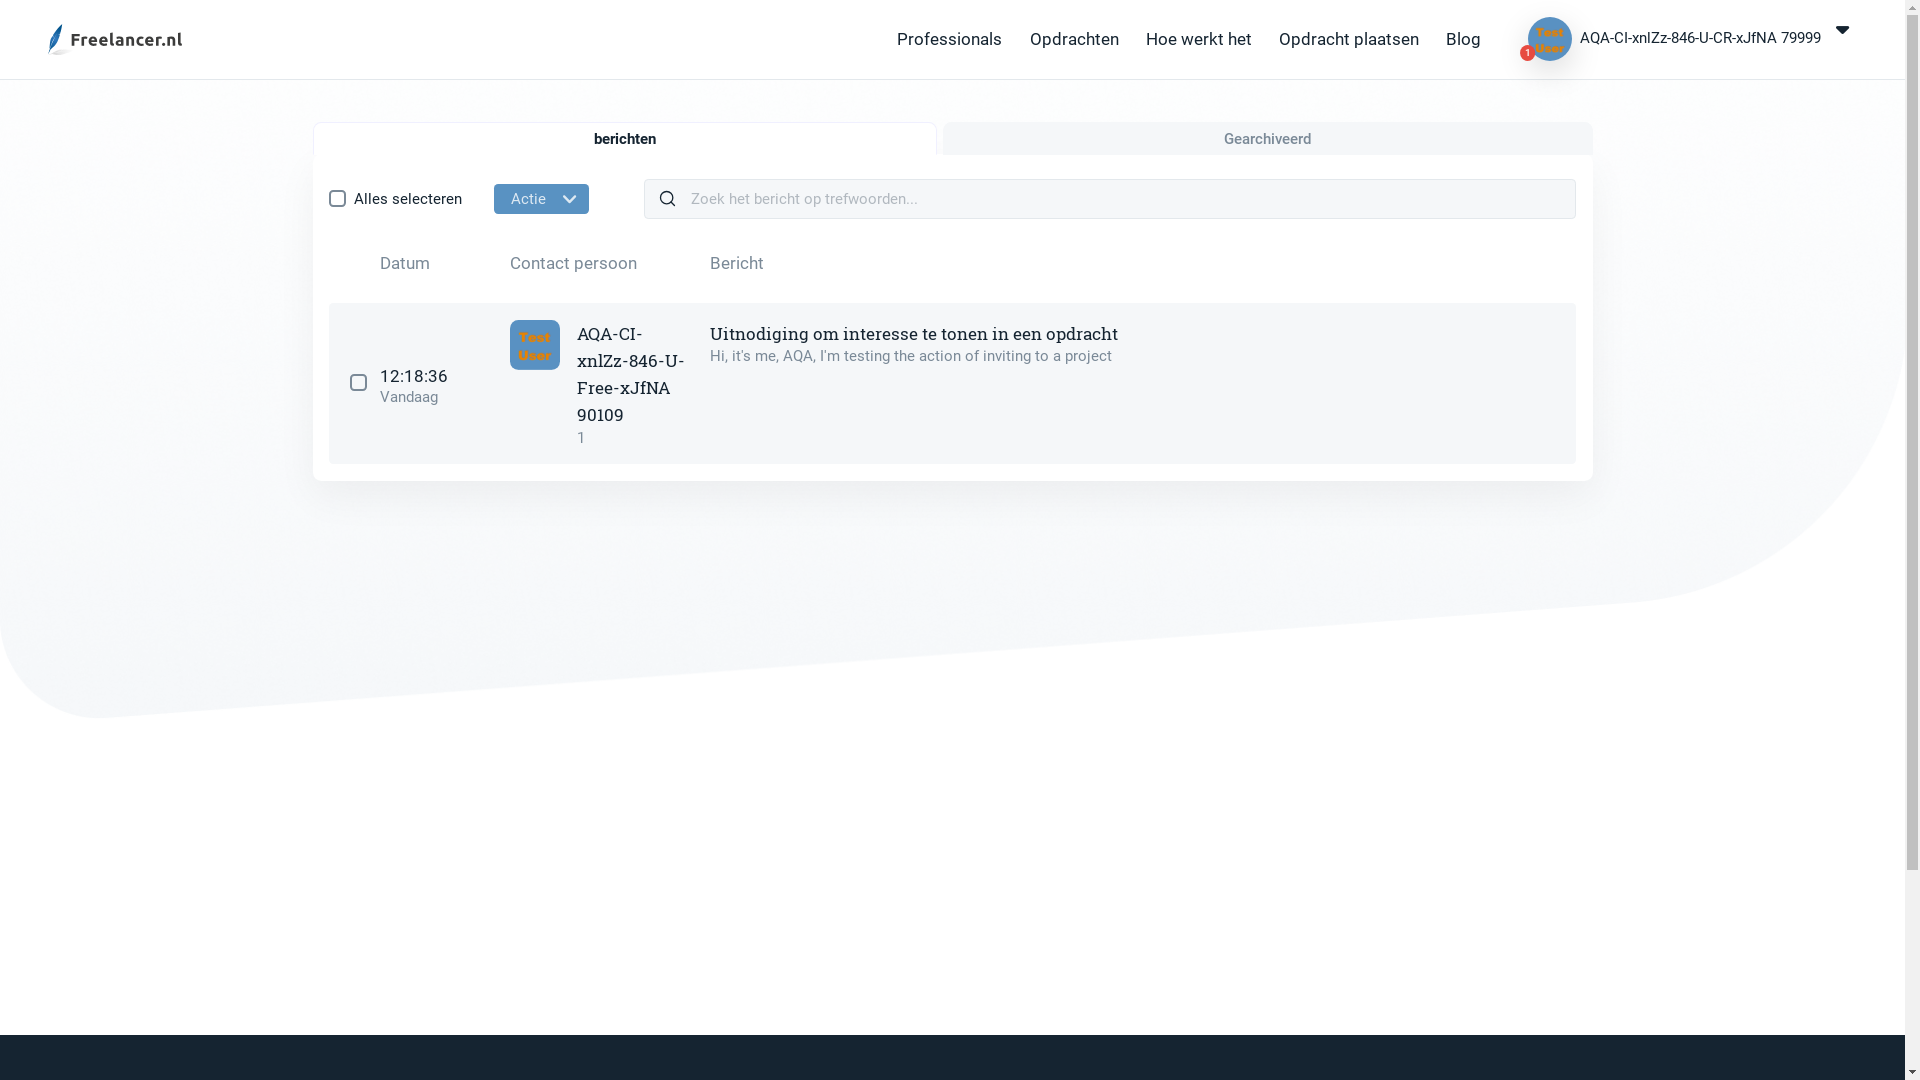 Freelancer.nl
Professionals
Opdrachten
Hoe werkt het
Opdracht plaatsen
Blog
Test
User
1
AQA-CI-xnlZz-846-U-CR-xJfNA 79999
berichten
Gearchiveerd
Alles selecteren
Actie
Zoek het bericht op trefwoorden...
Datum
Contact persoon
Bericht
12:18:36
Vandaag
Test
User
AQA-CI-
xnlZz-846-U-
Free-xJfNA
90109
1
Uitnodiging om interesse te tonen in een opdracht
Hi, it's me, AQA, I'm testing the action of inviting to a project